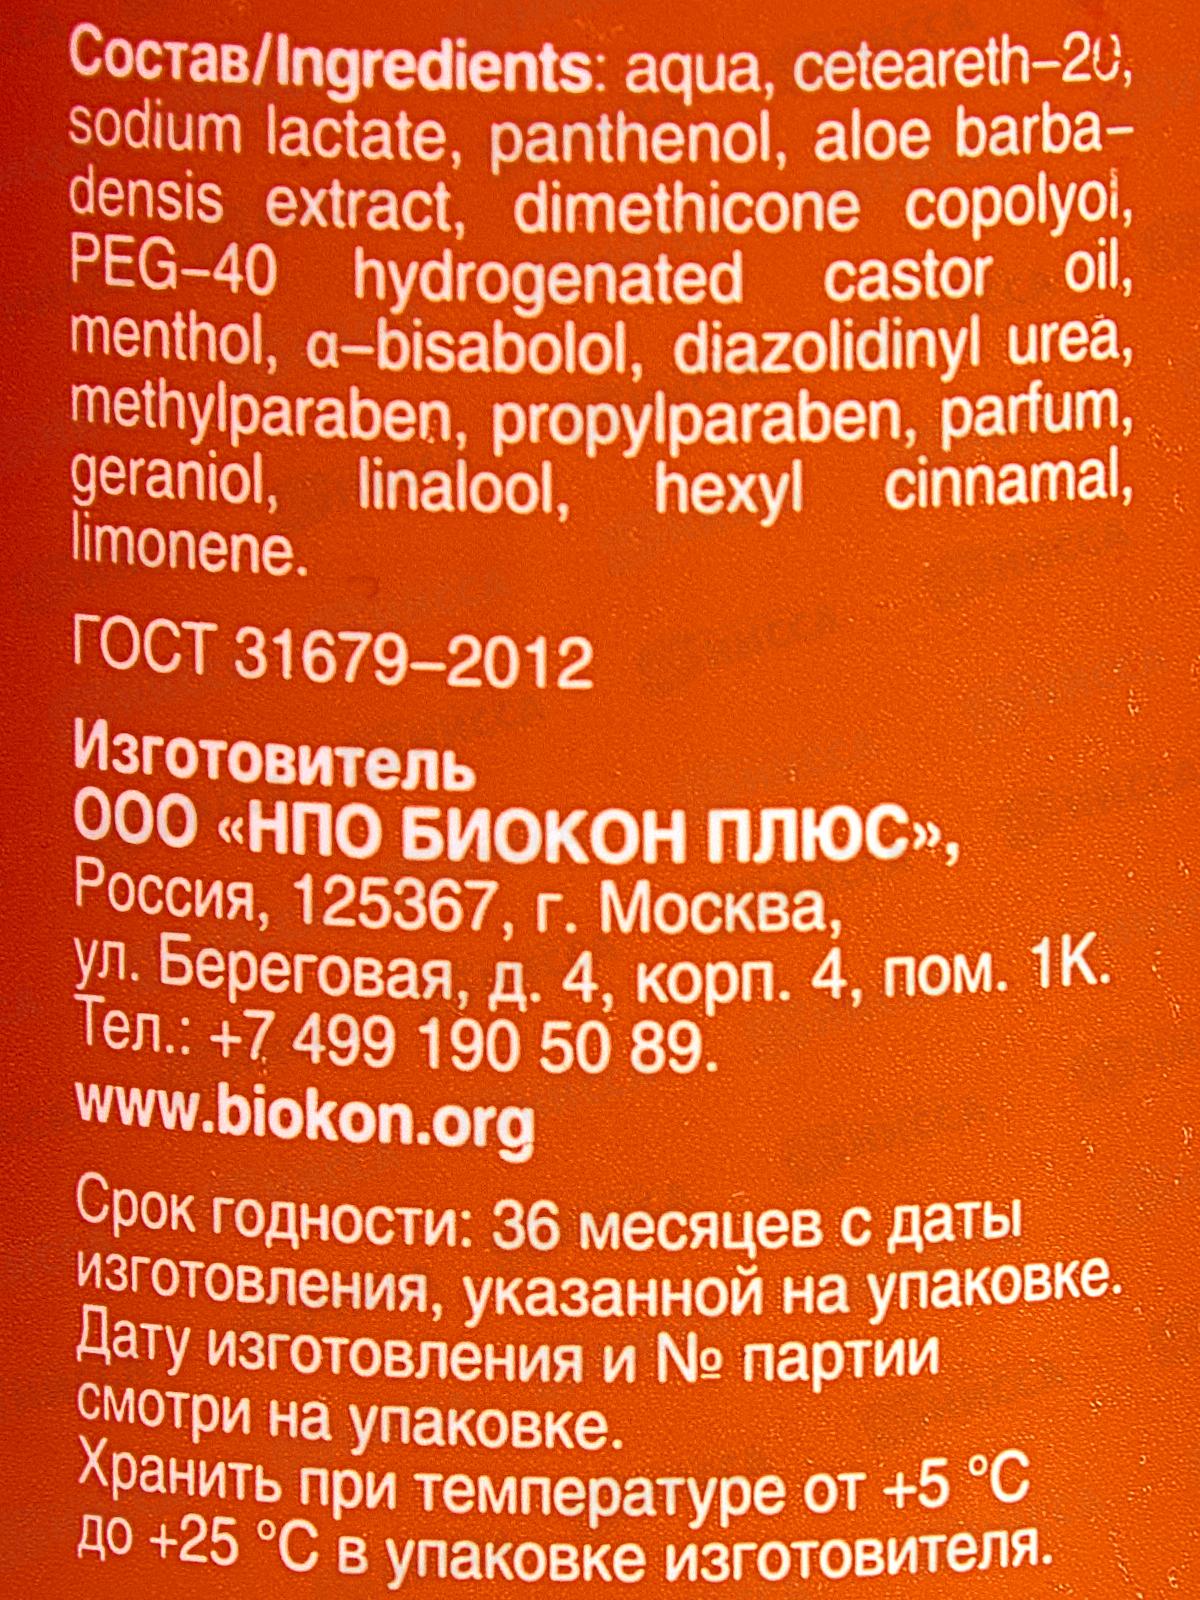 Состав/Ingredients: aqua, ceteareth–20,
sodium lactate, panthenol, aloe barba–
densis extract, dimethicone copolyol,
PEG–40 hydrogenated castor oil,
menthol, α–bisabolol, diazolidinyl urea,
methylparaben, propylparaben, parfum,
geraniol, linalool, hexyl cinnamal,
limonene.
ГОСТ 31679–2012
Изготовитель
ООО «НПО БИОКОН ПЛЮС»,
Россия, 125367, г. Москва,
ул. Береговая, д. 4, корп. 4, пом. 1К.
Тел.: +7 499 190 50 89.
www.biokon.org
Срок годности: 36 месяцев с даты
изготовления, указанной на упаковке.
Дату изготовления и № партии
смотри на упаковке.
Хранить при температуре от +5 °С
до +25 °С в упаковке изготовителя.